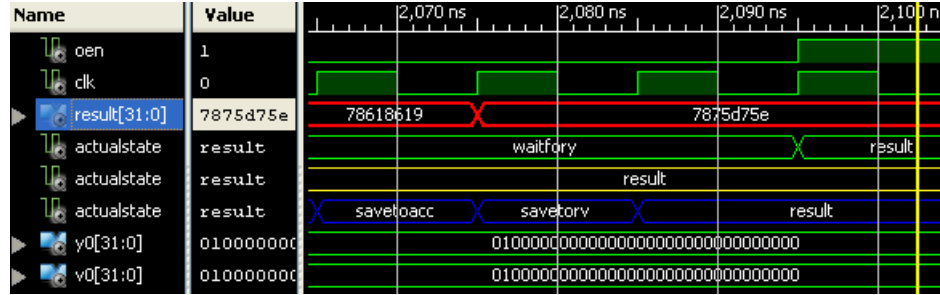 Name Value 2,070 ns 2,080 ns 2,090 ns 2,100 n
oen 1
clk 0
result[31:0] 7875d75e 78618619 7875d75e
actualstate result waitfory result
actualstate result result
actualstate result savetoacc savetorv result
y0[31:0] 010000000 01000000000000000000000000000000
v0[31:0] 010000000 01000000000000000000000000000000